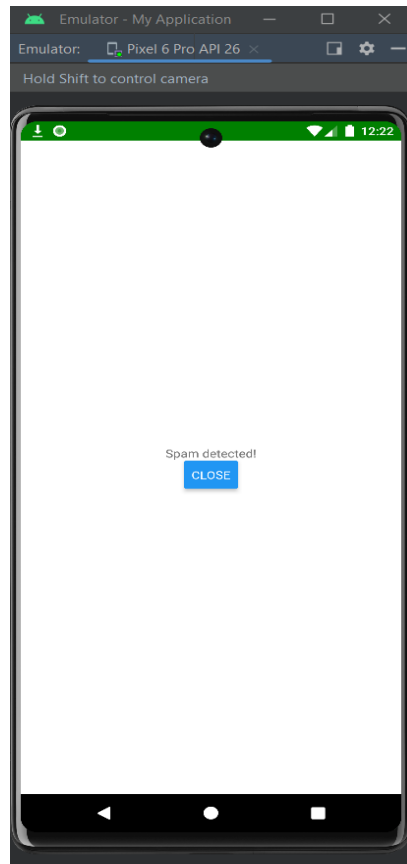 Emulator - My Application
Emulator: Pixel 6 Pro API 26
Hold Shift to control camera
12:22
Spam detected!
CLOSE